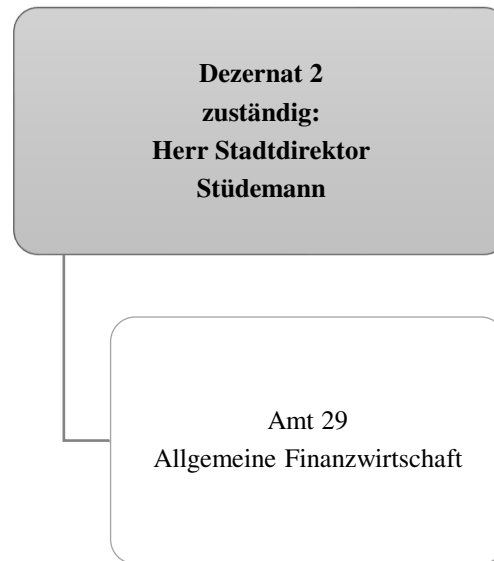 Dezernat 2
zuständig:
Herr Stadtdirektor
Stüdemann
Amt 29
Allgemeine Finanzwirtschaft